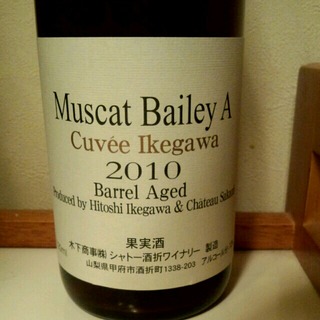 Muscat Bailey A
Cuvée Ikegawa
2010
Barrel Aged
Produced by Hitoshi Ikegawa & Château
果実酒
木下商事㈱ シャトー酒折ワイナリー 製造
山梨県甲府市酒折町1338-203